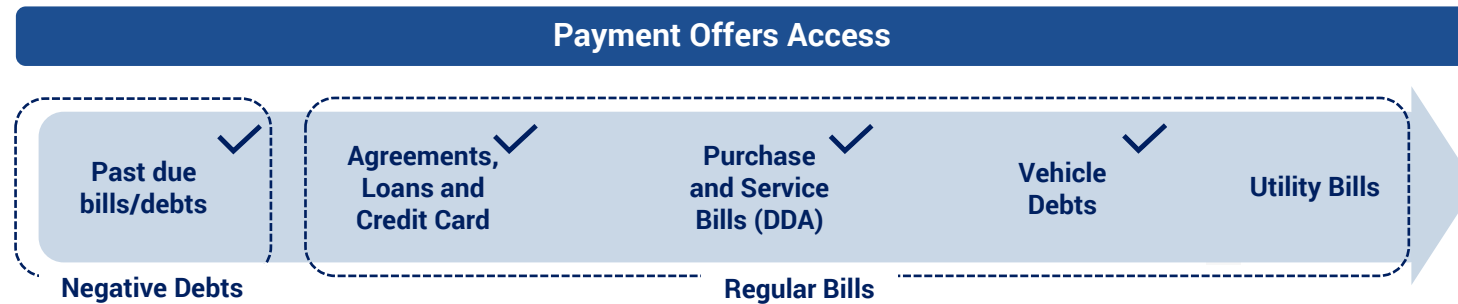 Payment Offers Access
Past due
bills/debts
Agreements,
Loans and
Credit Card
Purchase
and Service
Bills (DDA)
Vehicle
Debts
Utility Bills
Negative Debts
Regular Bills